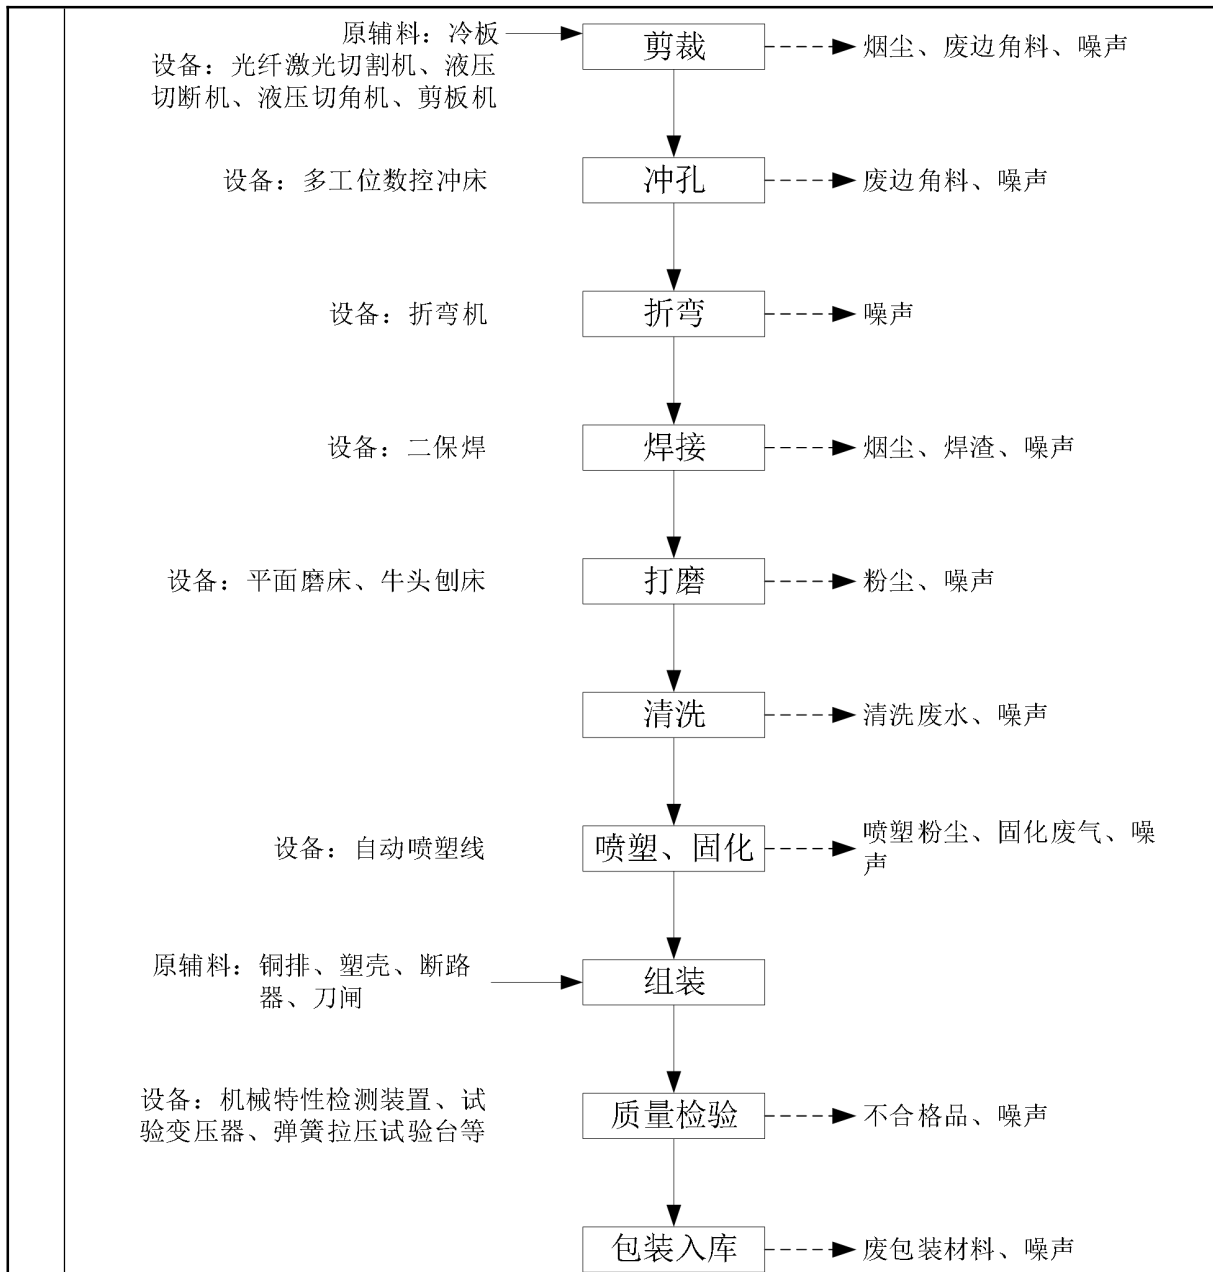 原辅料：冷板
设备：光纤激光切割机、液压
切断机、液压切角机、剪板机
剪裁
烟尘、废边角料、噪声
设备：多工位数控冲床
冲孔
废边角料、噪声
设备：折弯机
折弯
噪声
设备：二保焊
焊接
烟尘、焊渣、噪声
设备：平面磨床、牛头刨床
打磨
粉尘、噪声
清洗
清洗废水、噪声
设备：自动喷塑线
喷塑、固化
喷塑粉尘、固化废气、噪
声
原辅料：铜排、塑壳、断路
器、刀闸
组装
设备：机械特性检测装置、试
验变压器、弹簧拉压试验台等
质量检验
不合格品、噪声
包装入库
废包装材料、噪声